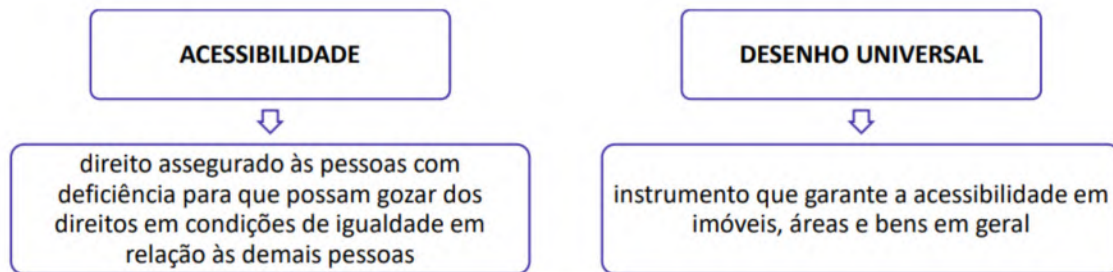 ACESSIBILIDADE
direito assegurado às pessoas com
deficiência para que possam gozar dos
direitos em condições de igualdade em
relação às demais pessoas
DESENHO UNIVERSAL
instrumento que garante a acessibilidade em
imóveis, áreas e bens em geral